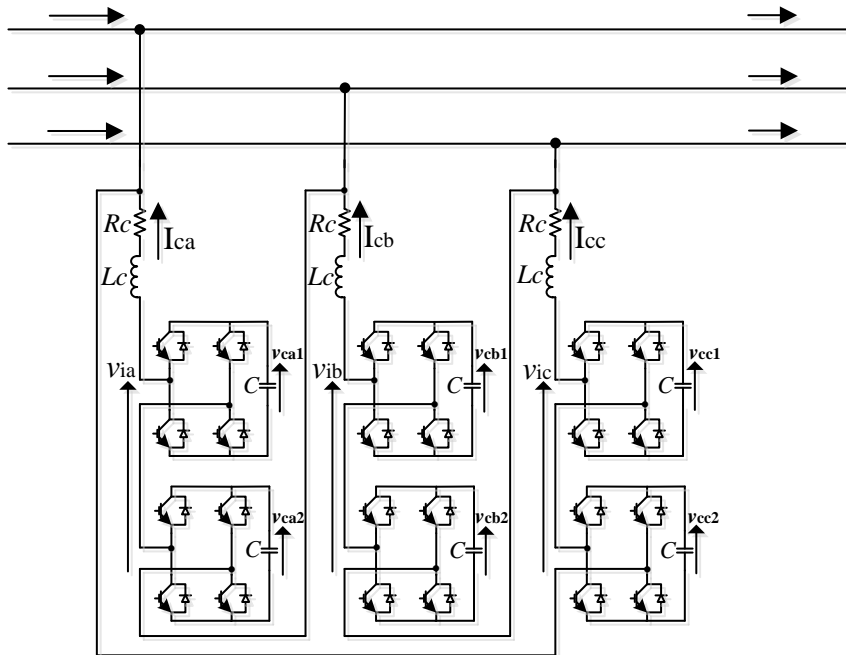 Rc Rc Rc
Ica Icb Icc
Lc Lc Lc
via vca1 vib vcb1 vic vcc1
C C C
vca2 vcb2 vcc2
C C C